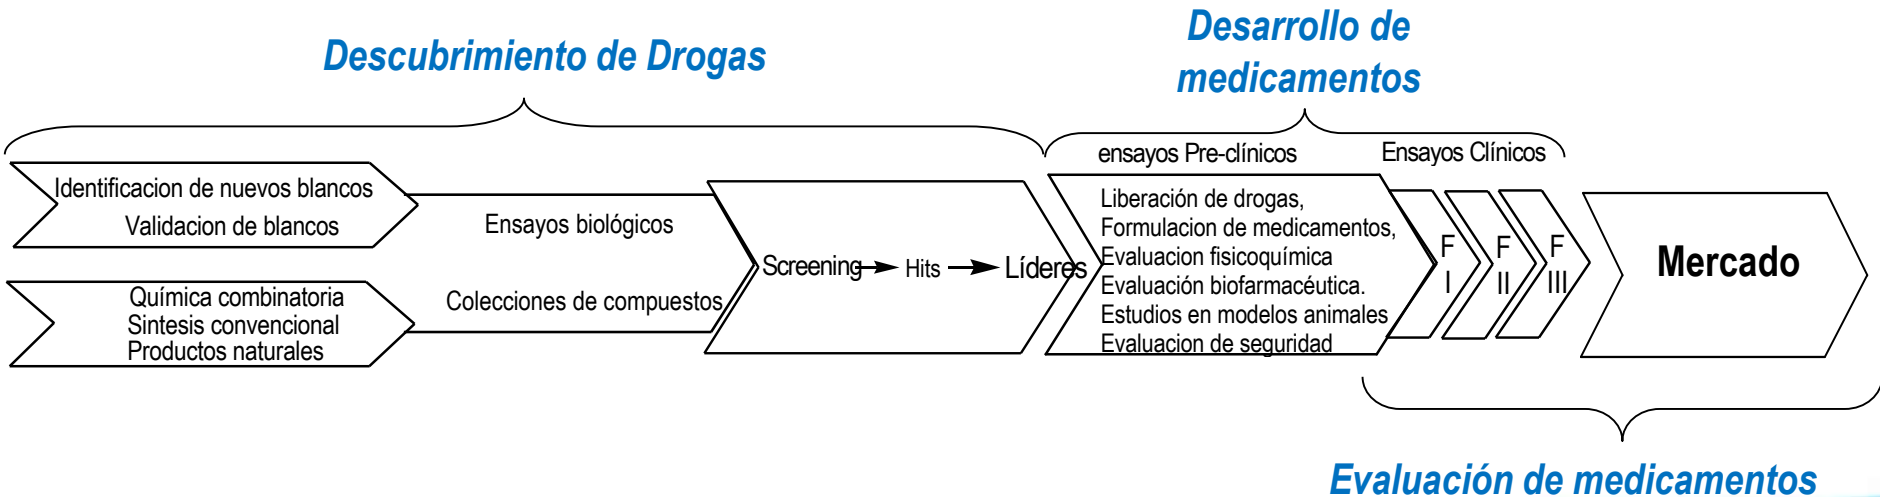 Descubrimiento de Drogas
Desarrollo de
medicamentos
ensayos Pre-clínicos
Ensayos Clínicos
Identificacion de nuevos blancos
Validacion de blancos
Química combinatoria
Sintesis convencional
Productos naturales
Ensayos biológicos
Colecciones de compuestos
Screening Hits Líderes
Liberación de drogas,
Formulacion de medicamentos,
Evaluacion fisicoquímica
Evaluación biofarmacéutica.
Estudios en modelos animales
Evaluacion de seguridad
F
I
F
II
F
III
Mercado
Evaluación de medicamentos